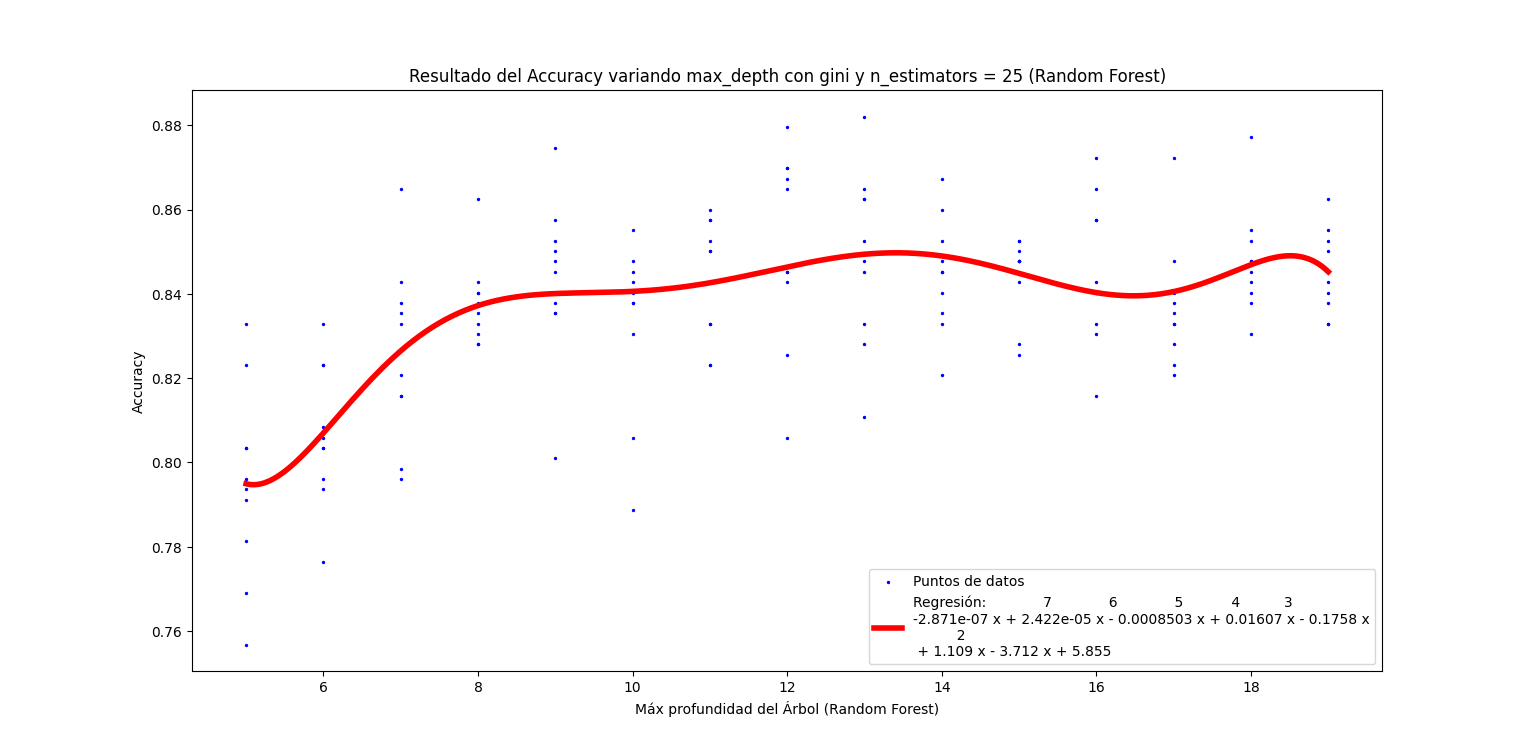 Resultado del Accuracy variando max_depth con gini y n_estimators = 25 (Random Forest)
0.88
0.86
0.84
0.82
0.80
0.78
0.76
Accuracy
Puntos de datos
Regresión: 7 6 5 4 3
-2.871e-07 x + 2.422e-05 x - 0.0008503 x + 0.01607 x - 0.1758 x
2
+ 1.109 x - 3.712 x + 5.855
6 8 10 12 14 16 18
Máx profundidad del Árbol (Random Forest)